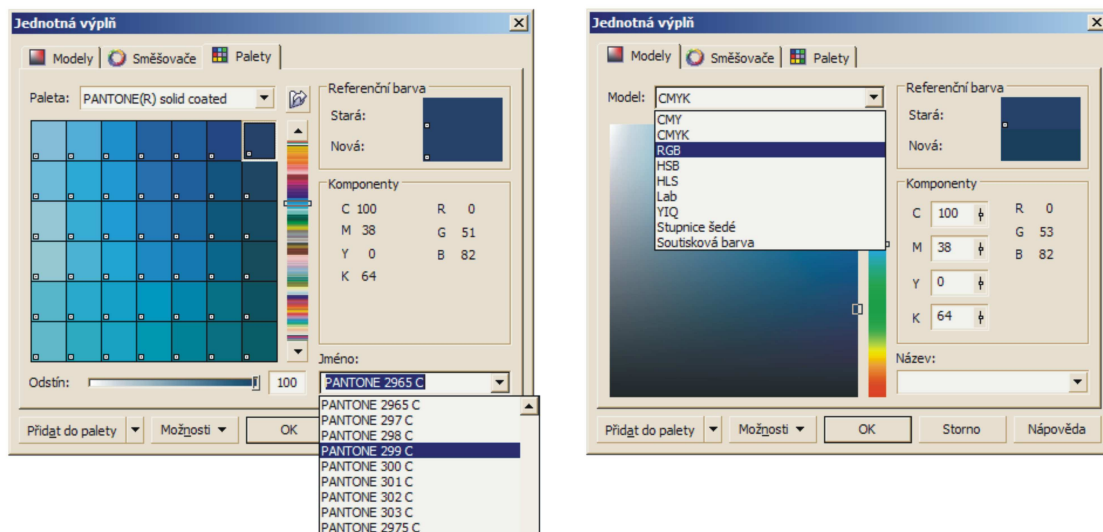 Jednotná výplň
Modely Směšovače Palety
Paleta: PANTONE(R) solid coated
Referenční barva
Stará:
Nová:
Komponenty
C 100 R 0
M 38 G 51
Y 0 B 82
K 64
Jméno:
Odstín: 100 PANTONE 2965 C
PANTONE 2965 C
PANTONE 297 C
PANTONE 298 C
PANTONE 299 C
PANTONE 300 C
PANTONE 301 C
PANTONE 302 C
PANTONE 303 C
PANTONE 2975 C
Přidat do palety Možnosti OK
Jednotná výplň
Modely Směšovače Palety
Model: CMYK
CMY
CMYK
RGB
HSB
HLS
Lab
YIQ
Stupnice šedé
Soutisková barva
Referenční barva
Stará:
Nová:
Komponenty
C 100 R 0
G 53
M 38 B 82
Y 0
K 64
Název:
Přidat do palety Možnosti OK Storno Nápověda